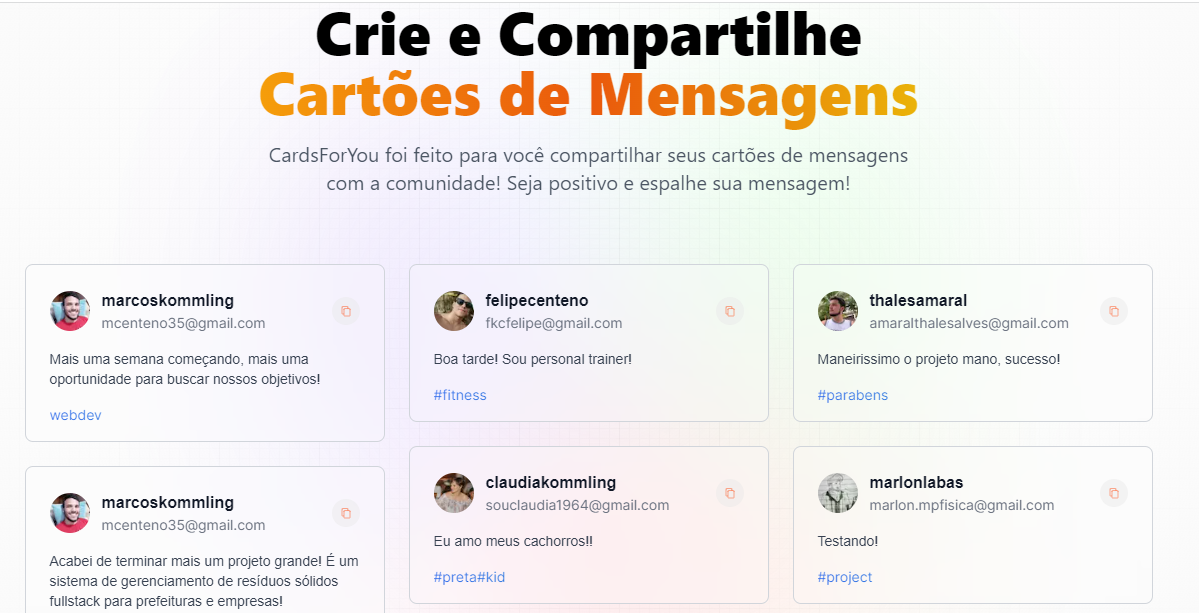 Crie e Compartilhe
Cartões de Mensagens
CardsForYou foi feito para você compartilhar seus cartões de mensagens
com a comunidade! Seja positivo e espalhe sua mensagem!
marcoskommling
mcenteno35@gmail.com
Mais uma semana começando, mais uma
oportunidade para buscar nossos objetivos!
webdev
marcoskommling
mcenteno35@gmail.com
Acabei de terminar mais um projeto grande! É um
sistema de gerenciamento de resíduos sólidos
fullstack para prefeituras e empresas!
felipecenteno
fkcfelipe@gmail.com
Boa tarde! Sou personal trainer!
#fitness
claudiakommling
souclaudia1964@gmail.com
Eu amo meus cachorros!!
#preta#kid
thalesamaral
amaralthalesalves@gmail.com
Maneirissimo o projeto mano, sucesso!
#parabens
marlonlabas
marlon.mpfisica@gmail.com
Testando!
#project